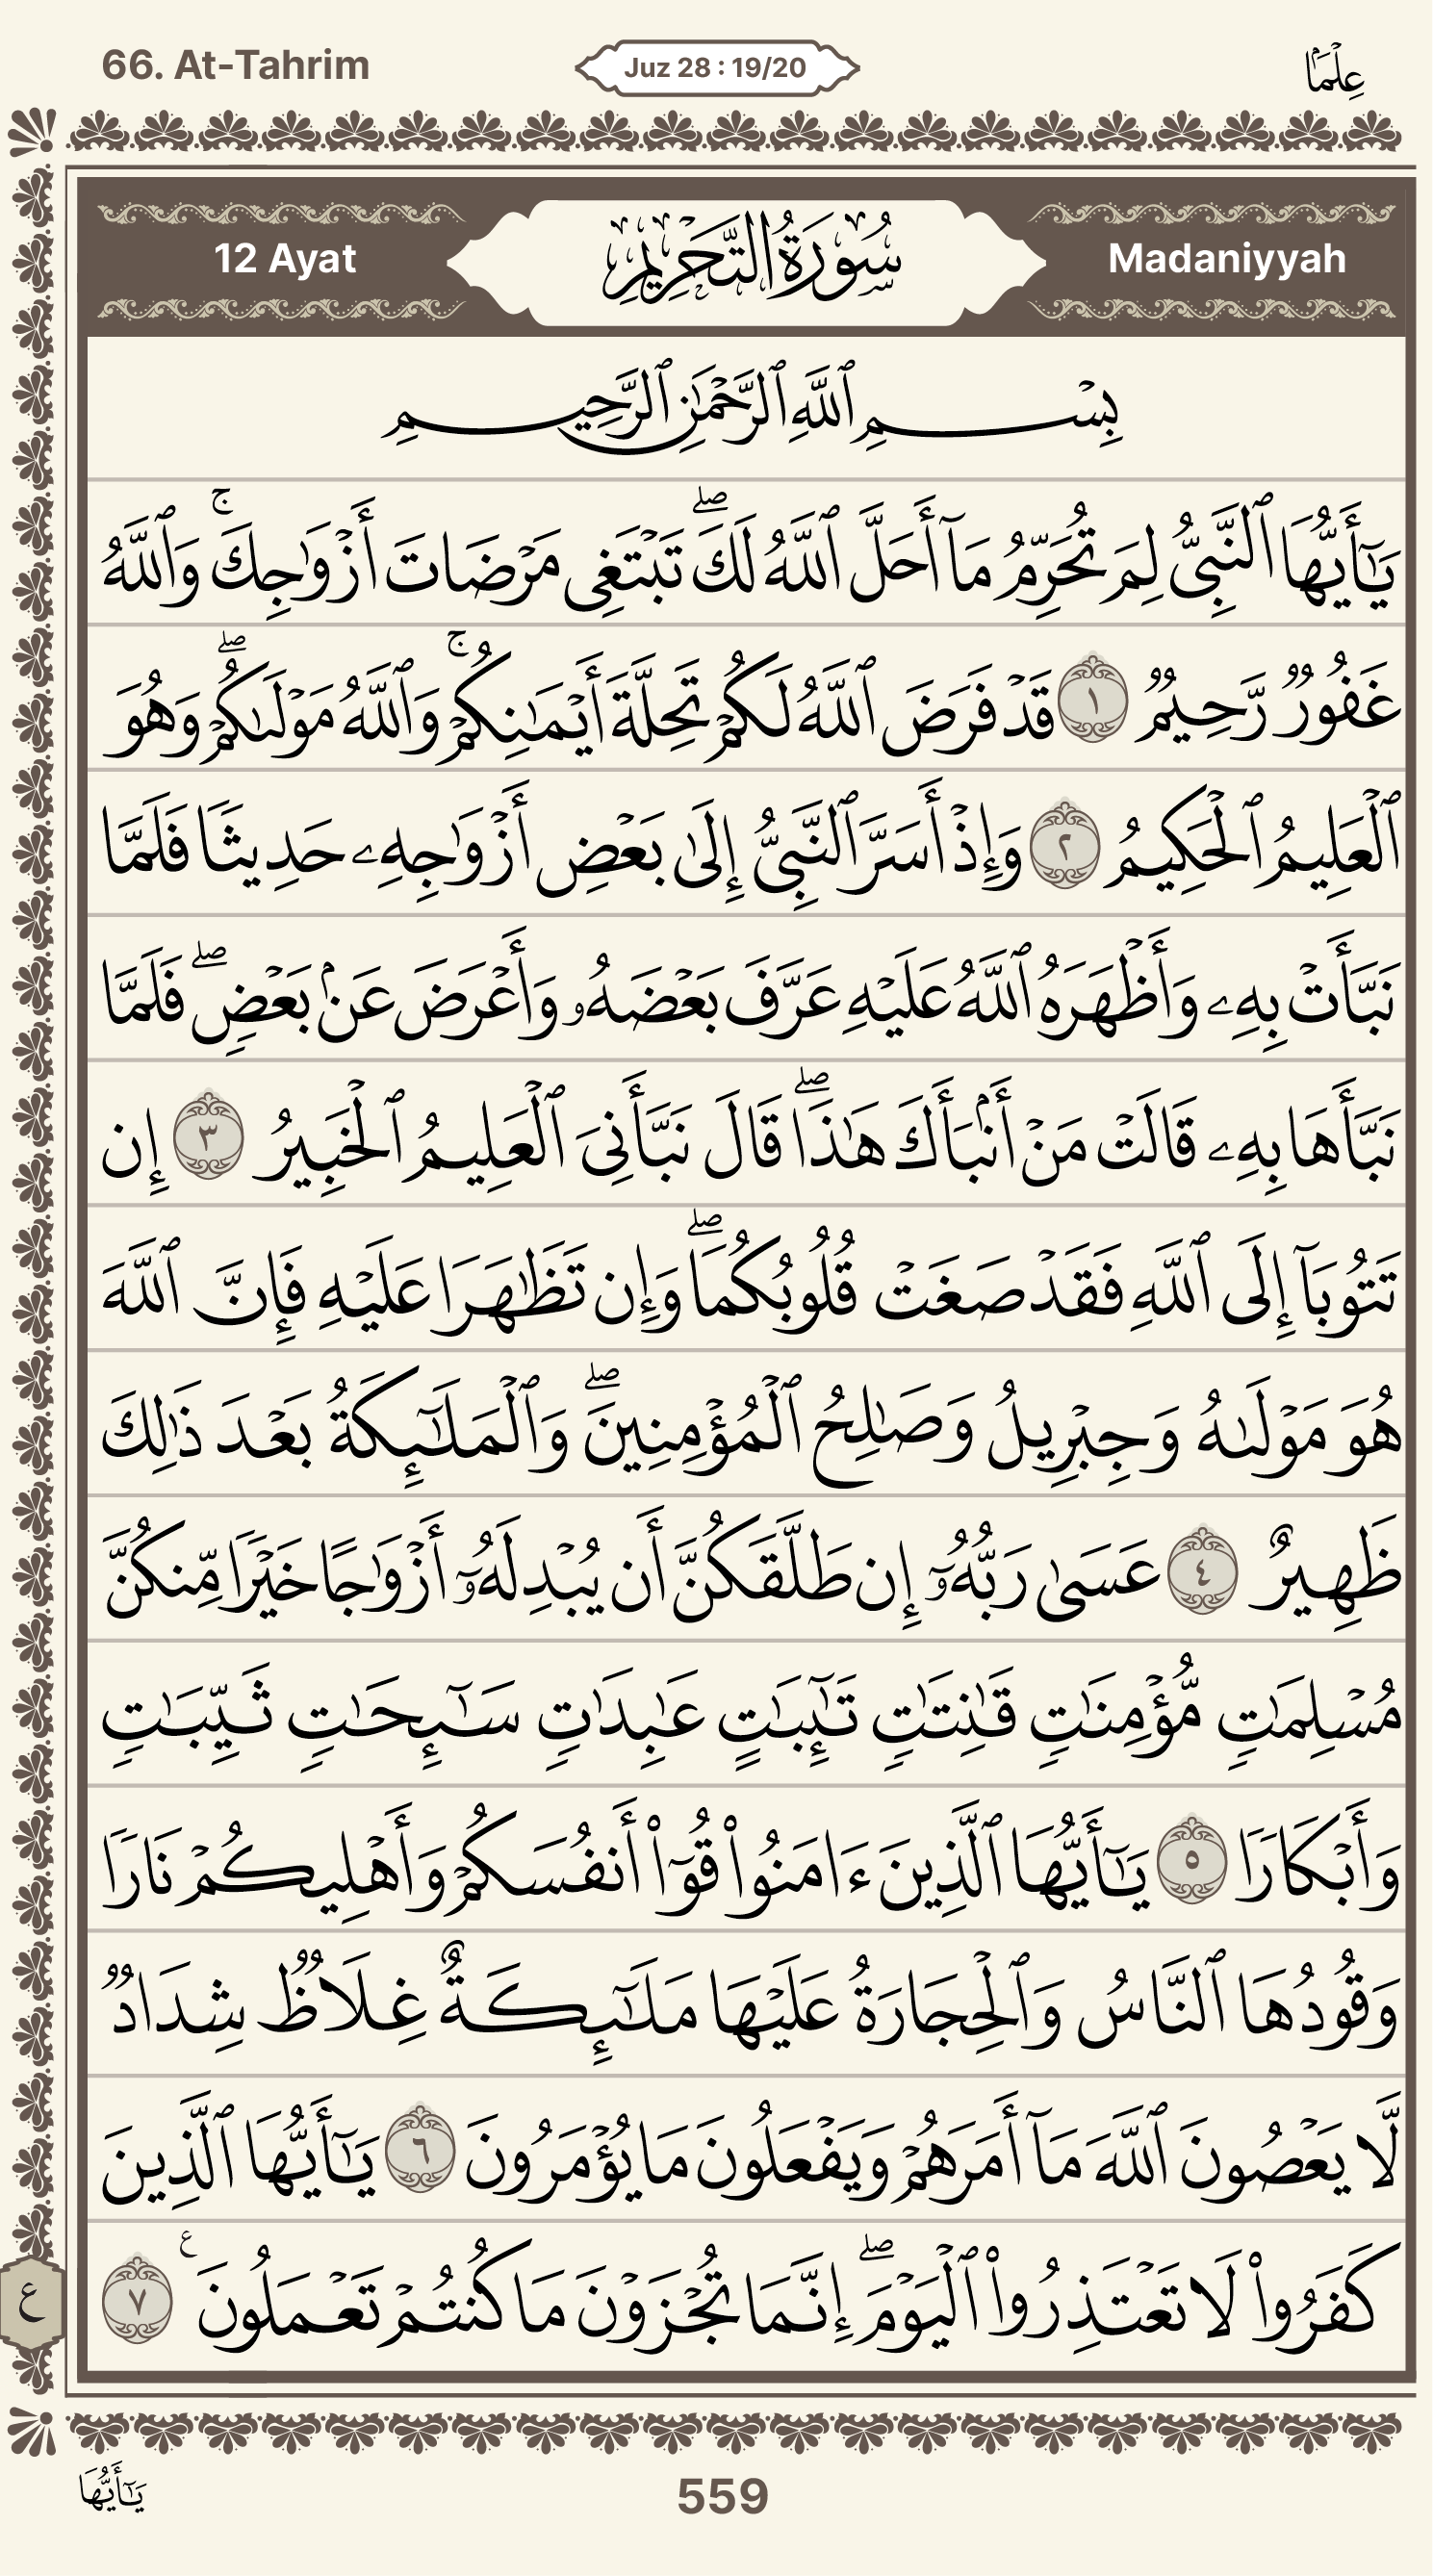 66. At-Tahrim Juz 28 : 19/20 عِلْمًۢا
12 Ayat سُورَةُ التَّحْرِيمِ Madaniyyah
بِسْمِ ٱللَّهِ ٱلرَّحْمَٰنِ ٱلرَّحِيمِ
يَٰٓأَيُّهَا ٱلنَّبِىُّ لِمَ تُحَرِّمُ مَآ أَحَلَّ ٱللَّهُ لَكَ ۖ تَبْتَغِى مَرْضَاتَ أَزْوَٰجِكَ ۚ وَٱللَّهُ
غَفُورٌ رَّحِيمٌ ١ قَدْ فَرَضَ ٱللَّهُ لَكُمْ تَحِلَّةَ أَيْمَٰنِكُمْ ۚ وَٱللَّهُ مَوْلَىٰكُمْ ۖ وَهُوَ
ٱلْعَلِيمُ ٱلْحَكِيمُ ٢ وَإِذْ أَسَرَّ ٱلنَّبِىُّ إِلَىٰ بَعْضِ أَزْوَٰجِهِۦ حَدِيثًا فَلَمَّا
نَبَّأَتْ بِهِۦ وَأَظْهَرَهُ ٱللَّهُ عَلَيْهِ عَرَّفَ بَعْضَهُۥ وَأَعْرَضَ عَنۢ بَعْضٍ ۖ فَلَمَّا
نَبَّأَهَا بِهِۦ قَالَتْ مَنْ أَنۢبَأَكَ هَٰذَا ۖ قَالَ نَبَّأَنِىَ ٱلْعَلِيمُ ٱلْخَبِيرُ ٣ إِن
تَتُوبَآ إِلَى ٱللَّهِ فَقَدْ صَغَتْ قُلُوبُكُمَا ۖ وَإِن تَظَٰهَرَا عَلَيْهِ فَإِنَّ ٱللَّهَ
هُوَ مَوْلَىٰهُ وَجِبْرِيلُ وَصَٰلِحُ ٱلْمُؤْمِنِينَ ۖ وَٱلْمَلَٰٓئِكَةُ بَعْدَ ذَٰلِكَ
ظَهِيرٌ ٤ عَسَىٰ رَبُّهُۥٓ إِن طَلَّقَكُنَّ أَن يُبْدِلَهُۥٓ أَزْوَٰجًا خَيْرًا مِّنكُنَّ
مُسْلِمَٰتٍ مُّؤْمِنَٰتٍ قَٰنِتَٰتٍ تَٰٓئِبَٰتٍ عَٰبِدَٰتٍ سَٰٓئِحَٰتٍ ثَيِّبَٰتٍ
وَأَبْكَارًا ٥ يَٰٓأَيُّهَا ٱلَّذِينَ ءَامَنُوا۟ قُوٓا۟ أَنفُسَكُمْ وَأَهْلِيكُمْ نَارًا
وَقُودُهَا ٱلنَّاسُ وَٱلْحِجَارَةُ عَلَيْهَا مَلَٰٓئِكَةٌ غِلَاظٌ شِدَادٌ
لَّا يَعْصُونَ ٱللَّهَ مَآ أَمَرَهُمْ وَيَفْعَلُونَ مَا يُؤْمَرُونَ ٦ يَٰٓأَيُّهَا ٱلَّذِينَ
كَفَرُوا۟ لَا تَعْتَذِرُوا۟ ٱلْيَوْمَ ۖ إِنَّمَا تُجْزَوْنَ مَا كُنتُمْ تَعْمَلُونَ ع ٧
ع
يَٰٓأَيُّهَا 559